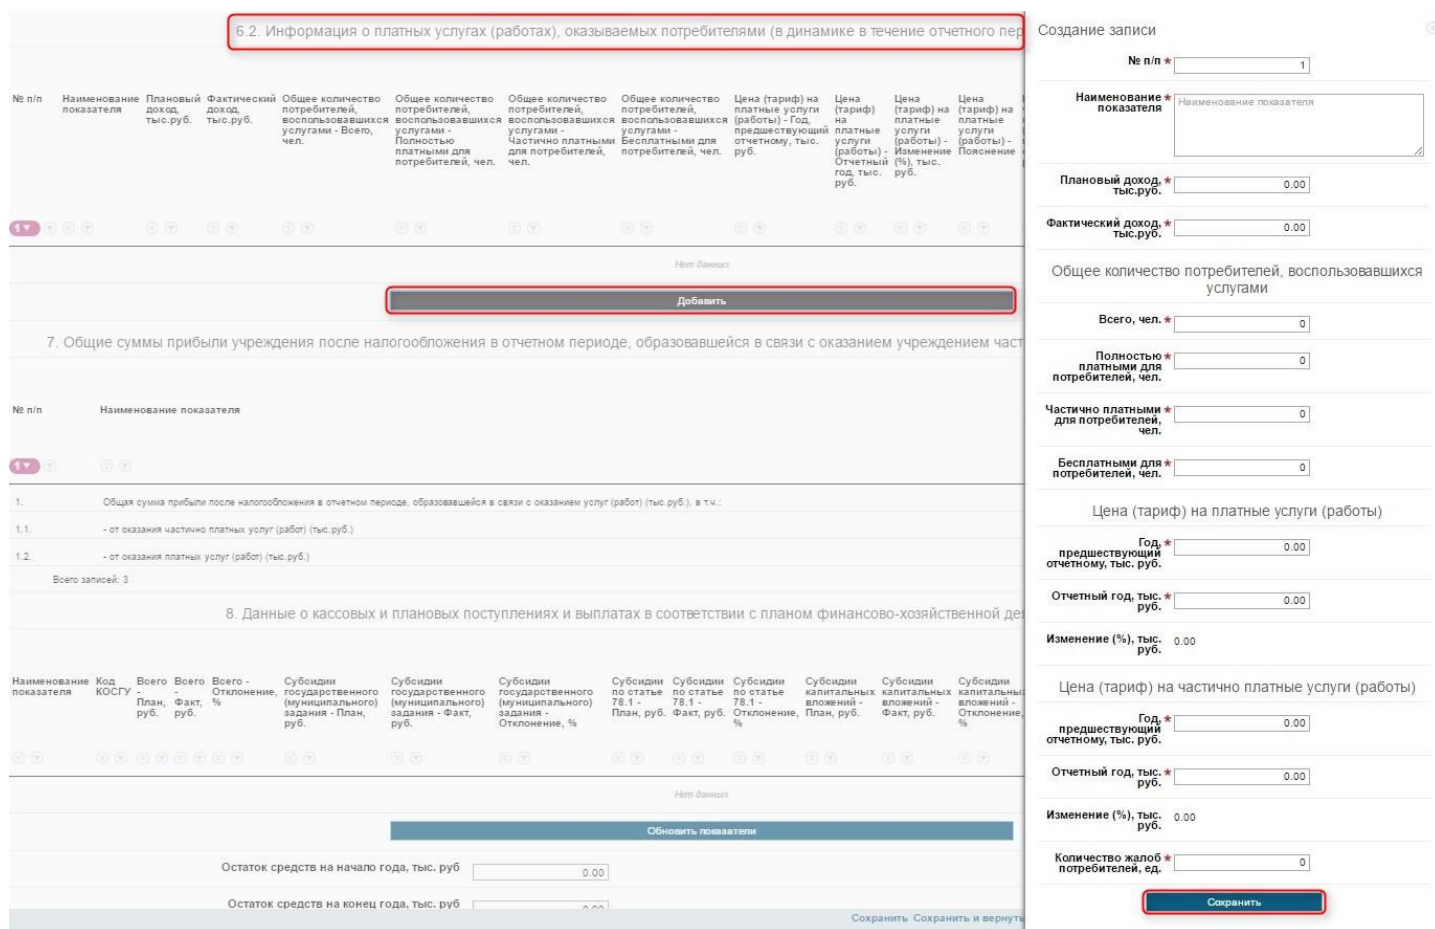 6.2. Информация о платных услугах (работах), оказываемых потребителями (в динамике в течение отчетного пер
№ п/п
Наименование
показателя
Плановый
доход,
тыс.руб.
Фактический
доход,
тыс.руб.
Общее количество
потребителей,
воспользовавшихся
услугами - Всего,
чел.
Общее количество
потребителей,
воспользовавшихся
услугами -
Полностью
платными для
потребителей, чел.
Общее количество
потребителей,
воспользовавшихся
услугами -
Частично платными
для потребителей,
чел.
Общее количество
потребителей,
воспользовавшихся
услугами -
Бесплатными для
потребителей, чел.
Цена (тариф) на
платные услуги
(работы) - Год,
предшествующий
отчетному, тыс.
руб.
Цена
(тариф)
на
платные
услуги
(работы) -
Отчетный
год, тыс.
руб.
Цена
(тариф) на
платные
услуги
(работы) -
Изменение
(%), тыс.
руб.
Цена
(тариф) на
платные
услуги
(работы) -
Пояснение
1
Нет данных
Добавить
7. Общие суммы прибыли учреждения после налогообложения в отчетном периоде, образовавшейся в связи с оказанием учреждением част
№ п/п
Наименование показателя
1
1. Общая сумма прибыли после налогообложения в отчетном периоде, образовавшейся в связи с оказанием услуг (работ) (тыс.руб.), в т.ч.:
1.1. - от оказания частично платных услуг (работ) (тыс.руб.)
1.2. - от оказания платных услуг (работ) (тыс.руб.)
Всего записей: 3
8. Данные о кассовых и плановых поступлениях и выплатах в соответствии с планом финансово-хозяйственной дея
Наименование
показателя
Код
КОСГУ
Всего
-
План,
руб.
Всего
-
Факт,
руб.
Всего -
Отклонение,
%
Субсидии
государственного
(муниципального)
задания - План,
руб.
Субсидии
государственного
(муниципального)
задания - Факт,
руб.
Субсидии
государственного
(муниципального)
задания -
Отклонение, %
Субсидии
по статье
78.1 -
План, руб.
Субсидии
по статье
78.1 -
Факт, руб.
Субсидии
по статье
78.1 -
Отклонение,
%
Субсидии
капитальных
вложений -
План, руб.
Субсидии
капитальных
вложений -
Факт, руб.
Субсидии
капитальных
вложений -
Отклонение,
%
Нет данных
Обновить показатели
Остаток средств на начало года, тыс. руб 0.00
Остаток средств на конец года, тыс. руб 0.00
Сохранить Сохранить и вернуть
Создание записи
№ п/п * 1
Наименование *
показателя
Наименование показателя
Плановый доход, *
тыс.руб.
0.00
Фактический доход, *
тыс.руб.
0.00
Общее количество потребителей, воспользовавшихся
услугами
Всего, чел. * 0
Полностью *
платными для
потребителей, чел.
0
Частично платными *
для потребителей,
чел.
0
Бесплатными для *
потребителей, чел.
0
Цена (тариф) на платные услуги (работы)
Год, *
предшествующий
отчетному, тыс. руб.
0.00
Отчетный год, тыс. *
руб.
0.00
Изменение (%), тыс.
руб.
0.00
Цена (тариф) на частично платные услуги (работы)
Год, *
предшествующий
отчетному, тыс. руб.
0.00
Отчетный год, тыс. *
руб.
0.00
Изменение (%), тыс.
руб.
0.00
Количество жалоб *
потребителей, ед.
0
Сохранить